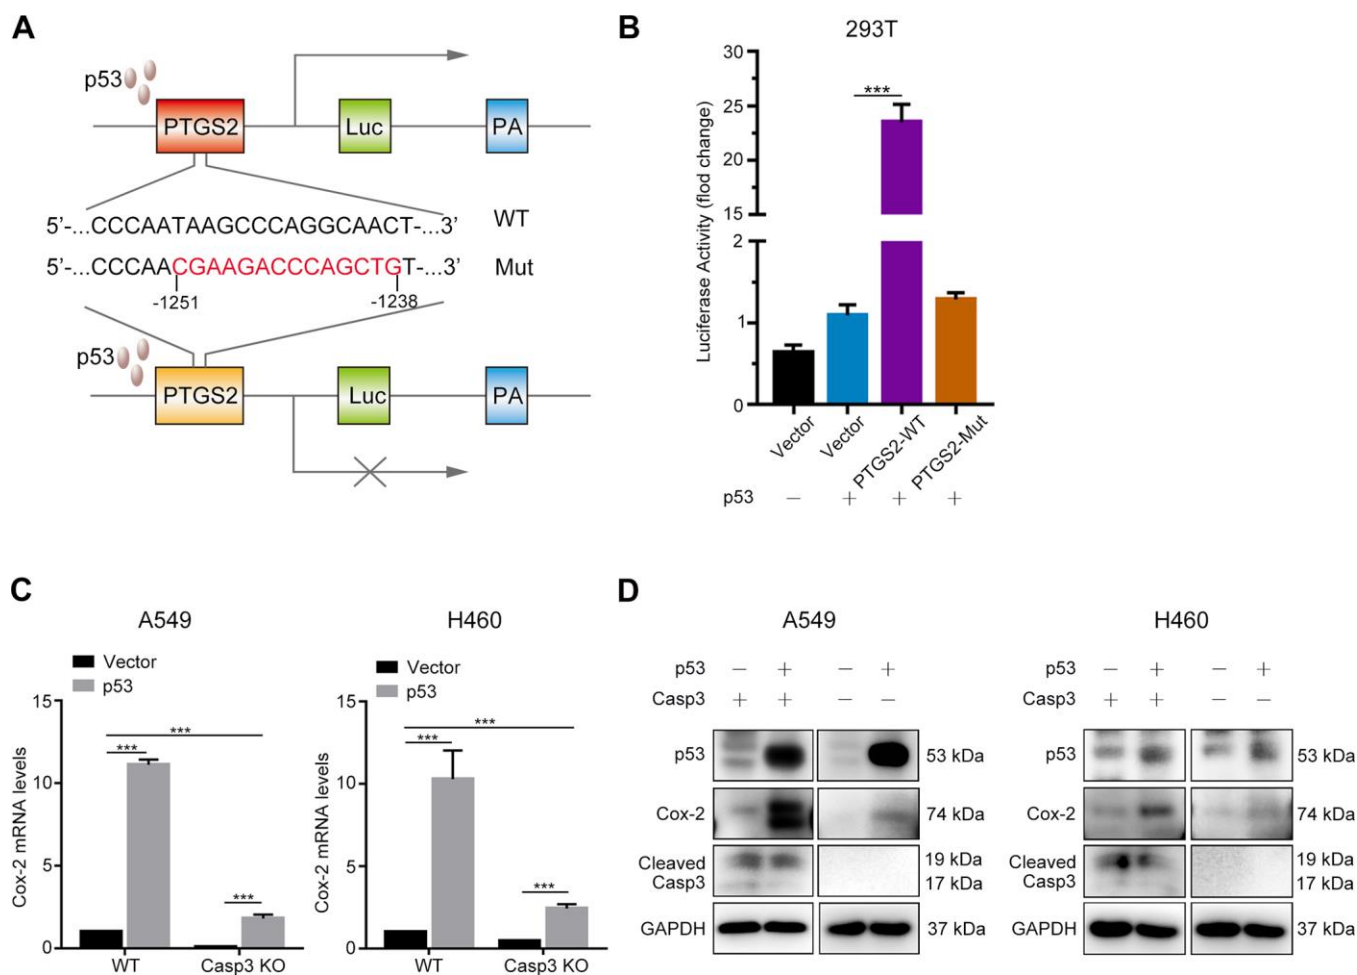 A
p53
PTGS2 Luc PA
5'-...CCCAATAAGCCCAGGCAACT-...3' WT
5'-...CCCAACGAAGACCCAGCTGT-...3' Mut
-1251 -1238
p53
PTGS2 Luc PA
B
293T
Luciferase Activity (flod change)
30
25
20
15
2
1
0
***
Vector Vector PTGS2-WT PTGS2-Mut
p53 − + + +
C
A549
Vector
p53
Cox-2 mRNA levels
15
10
5
0
***
***
***
WT Casp3 KO
H460
Vector
p53
Cox-2 mRNA levels
15
10
5
0
***
***
***
WT Casp3 KO
D
A549
p53 − + − +
Casp3 + + − −
p53 53 kDa
Cox-2 74 kDa
Cleaved 19 kDa
Casp3 17 kDa
GAPDH 37 kDa
H460
p53 − + − +
Casp3 + + − −
p53 53 kDa
Cox-2 74 kDa
Cleaved 19 kDa
Casp3 17 kDa
GAPDH 37 kDa